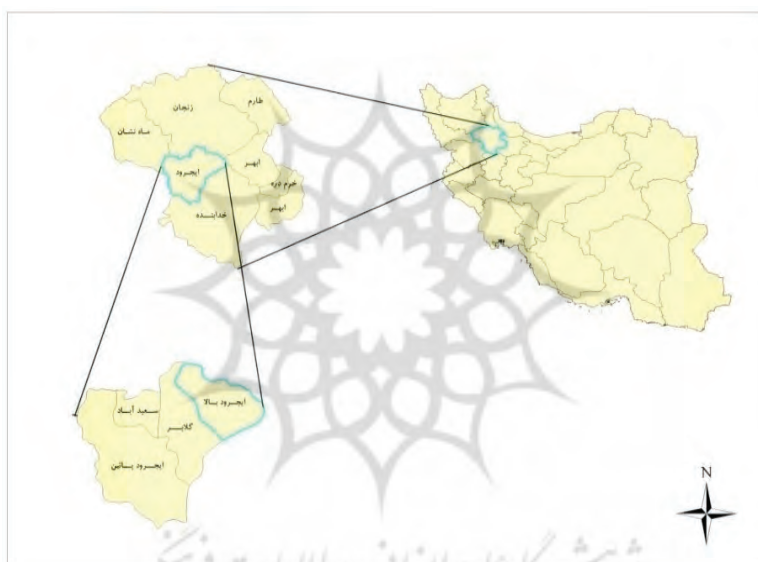 زنجان
طارم
ماه نشان
ایجرود
ابهر
خرم دره
ابهر
خدابنده
ایجرود بالا
سعید آباد
گلابر
ایجرود پائین
N